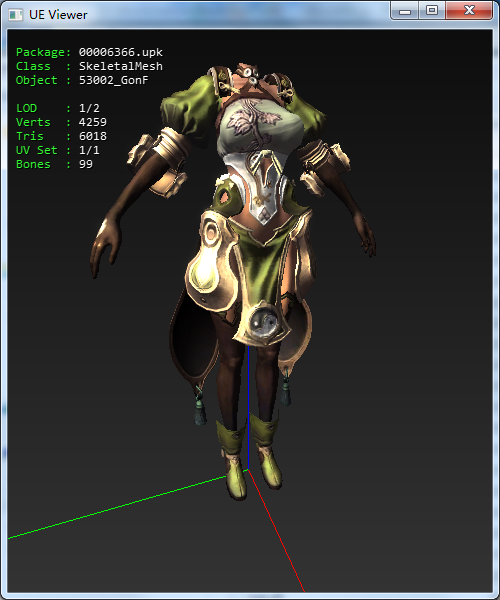 UE Viewer
Package: 00006366.upk
Class : SkeletalMesh
Object : 53002_GonF
LOD : 1/2
Verts : 4259
Tris : 6018
UV Set : 1/1
Bones : 99